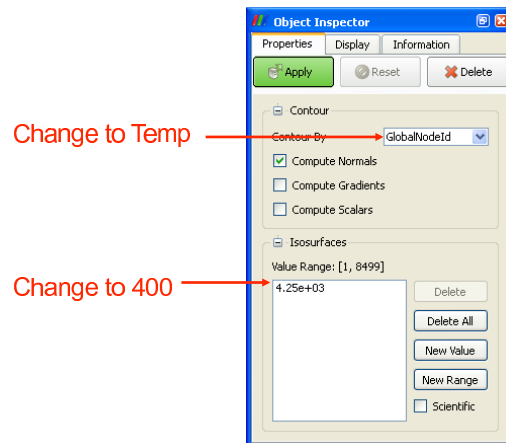 Object Inspector
Properties Display Information
Apply Reset Delete
Contour
Change to Temp
Contour By GlobalNodeId
Compute Normals
Compute Gradients
Compute Scalars
Isosurfaces
Value Range: [1, 8499]
Change to 400
4.25e+03
Delete
Delete All
New Value
New Range
Scientific